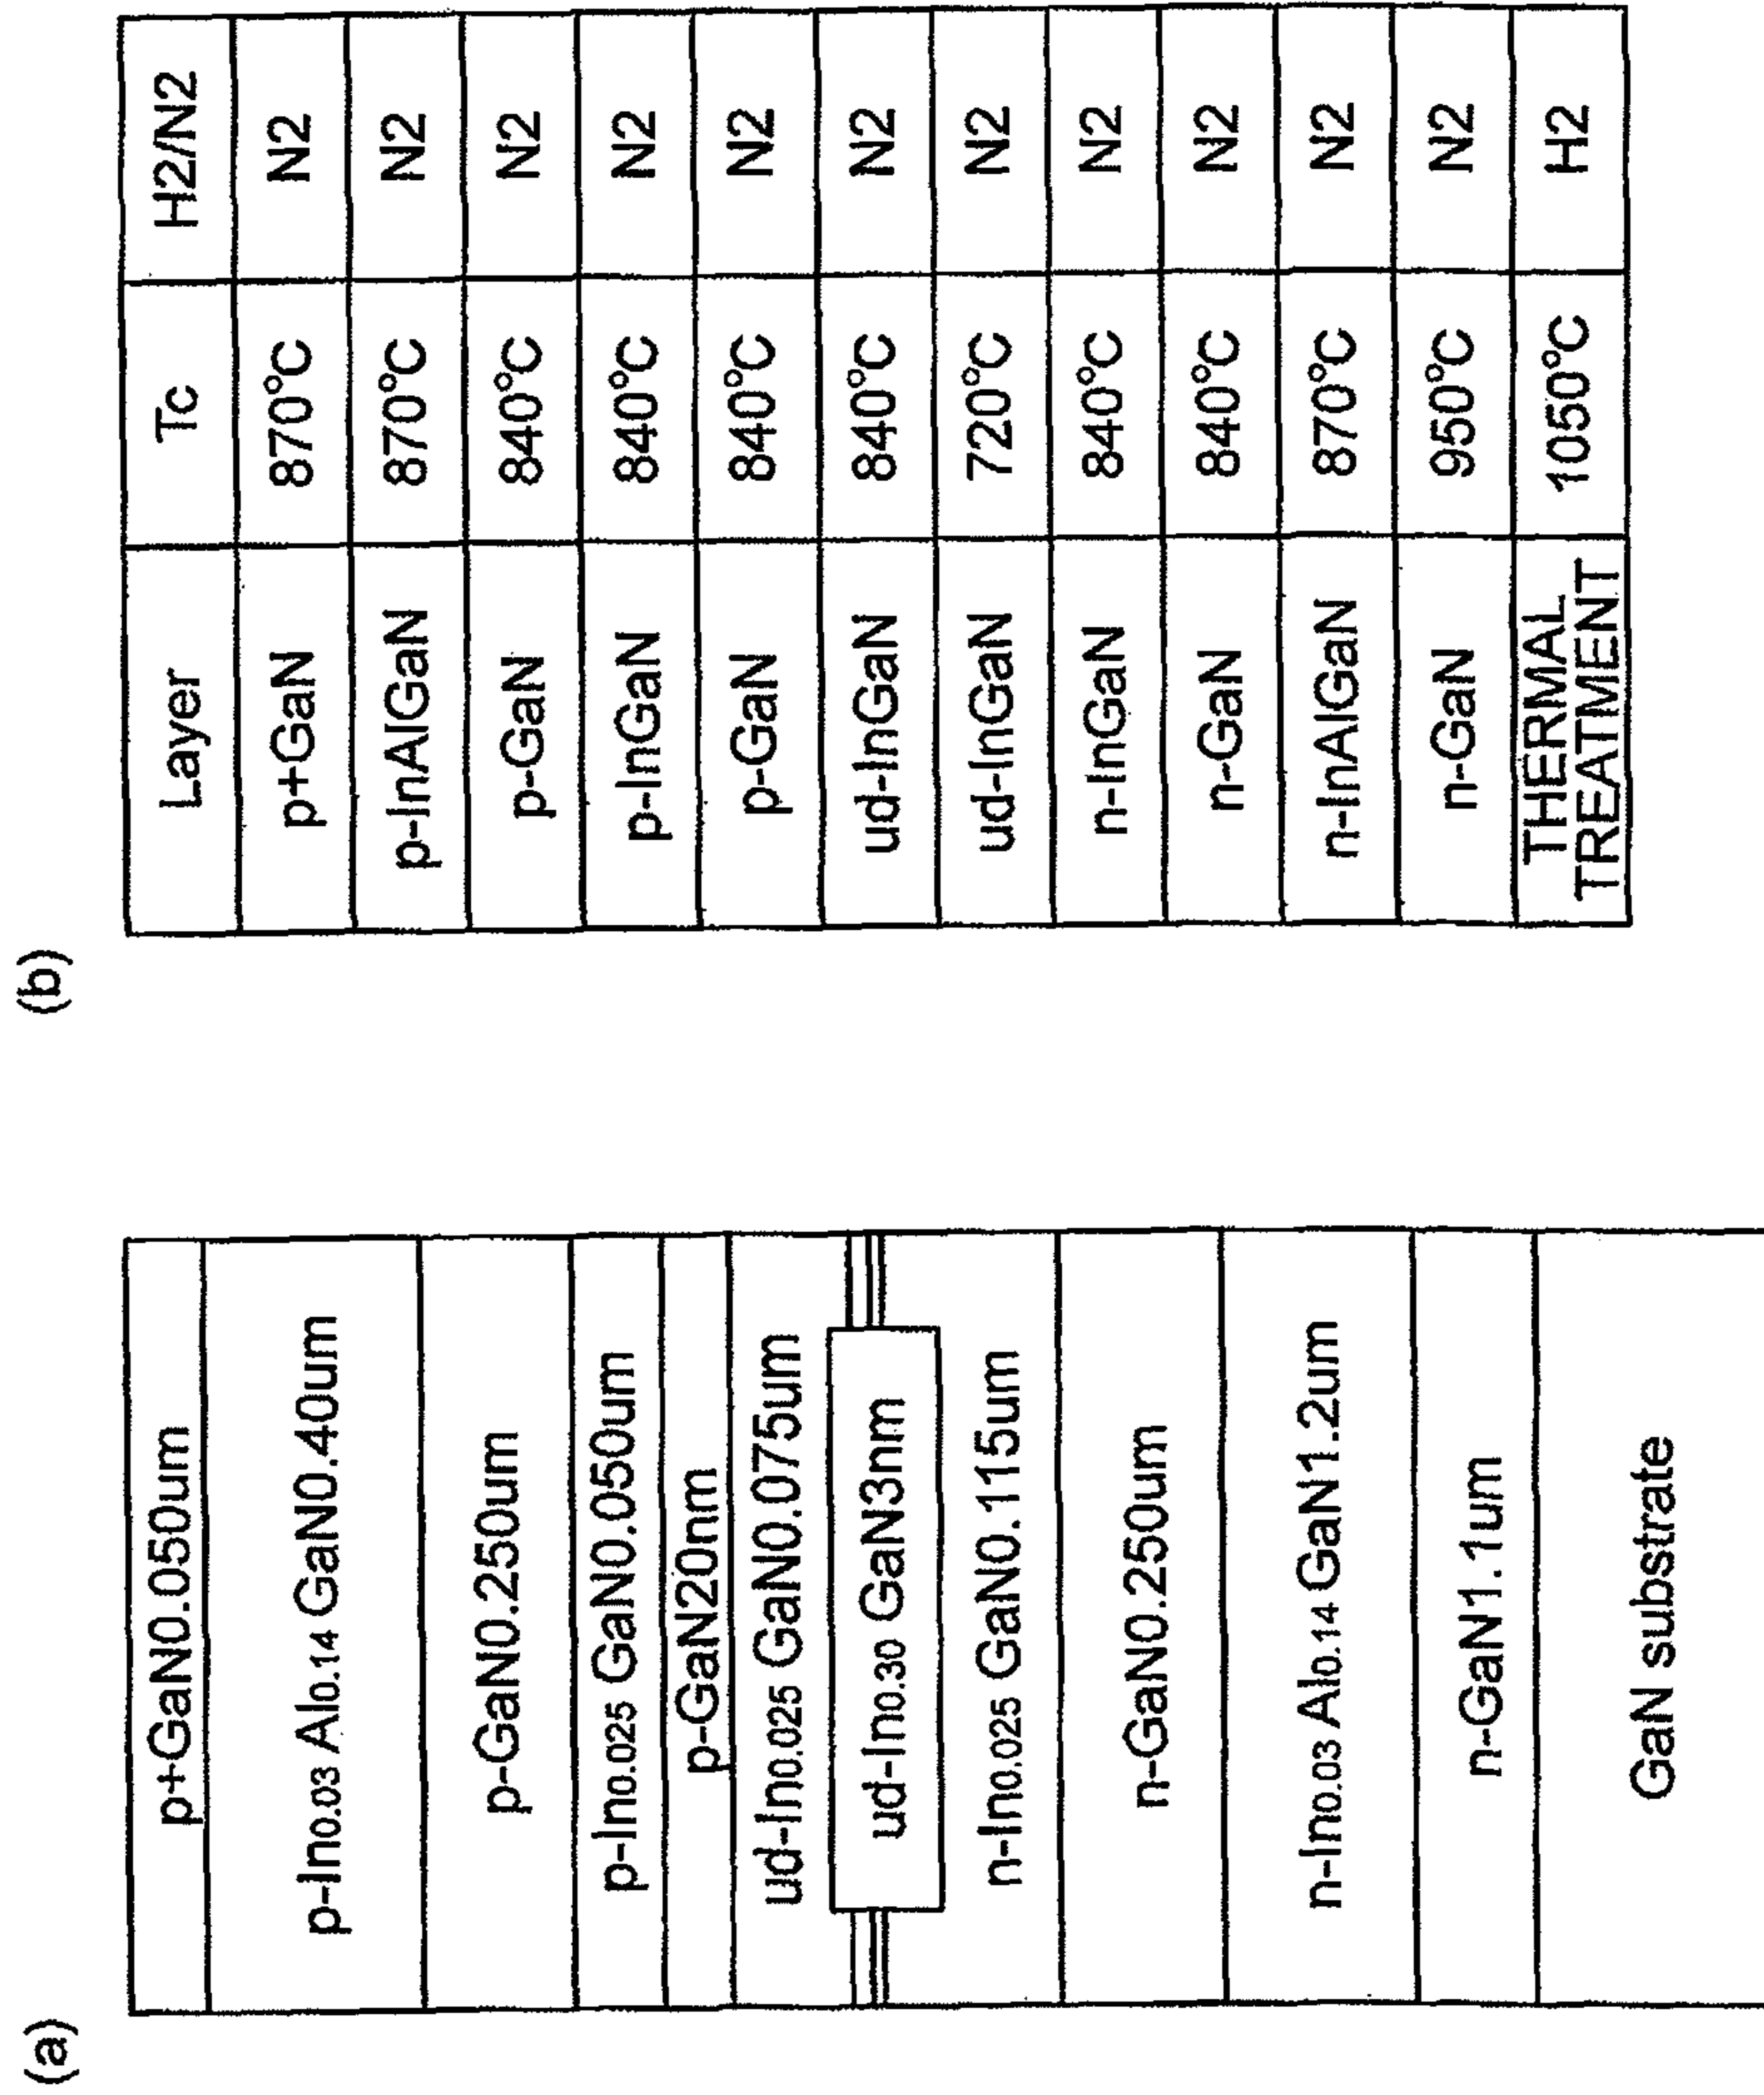 (a)
p+GaN0.050um
p-In0.03 Al0.14 GaN0.40um
p-GaN0.250um
p-In0.025 GaN0.050um
p-GaN20nm
ud-In0.025 GaN0.075um
ud-In0.30 GaN3nm
n-In0.025 GaN0.115um
n-GaN0.250um
n-In0.03 Al0.14 GaN1.2um
n-GaN1.1um
GaN substrate
(b)
Layer Tc H2/N2
p+GaN 870°C N2
p-InAlGaN 870°C N2
p-GaN 840°C N2
p-InGaN 840°C N2
p-GaN 840°C N2
ud-InGaN 840°C N2
ud-InGaN 720°C N2
n-InGaN 840°C N2
n-GaN 840°C N2
n-InAlGaN 870°C N2
n-GaN 950°C N2
THERMAL
TREATMENT 1050°C H2